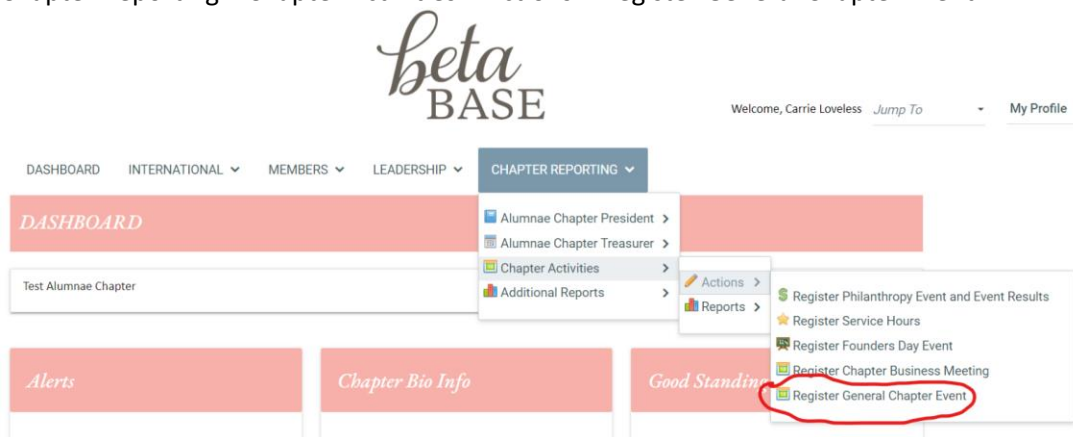 beta
BASE
Welcome, Carrie Loveless Jump To My Profile
DASHBOARD INTERNATIONAL MEMBERS LEADERSHIP CHAPTER REPORTING
DASHBOARD
Alumnae Chapter President
Alumnae Chapter Treasurer
Chapter Activities
Additional Reports
Test Alumnae Chapter
Actions
Reports
$ Register Philanthropy Event and Event Results
Register Service Hours
Register Founders Day Event
Register Chapter Business Meeting
Register General Chapter Event
Alerts
Chapter Bio Info
Good Standing